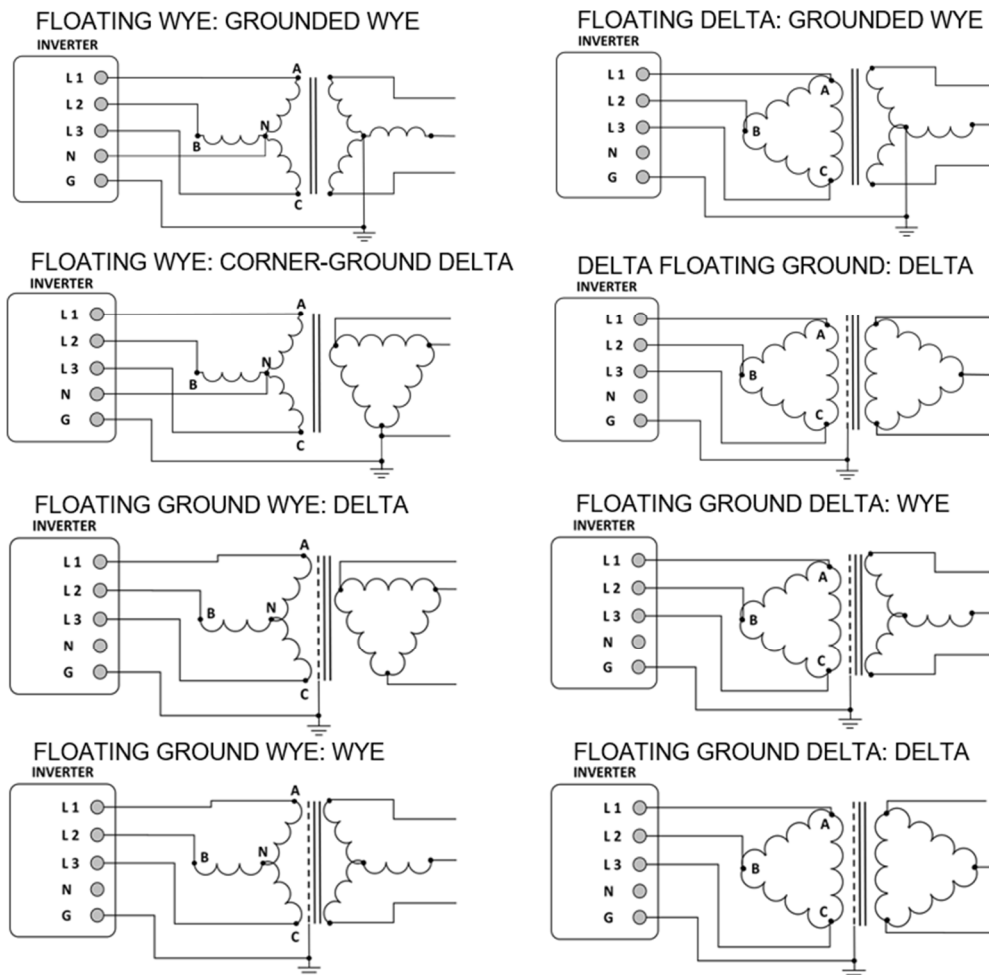 FLOATING WYE: GROUNDED WYE
INVERTER
L1
L2
L3
N
G
A
B
N
C
FLOATING DELTA: GROUNDED WYE
INVERTER
L1
L2
L3
N
G
A
B
C
FLOATING WYE: CORNER-GROUND DELTA
INVERTER
L1
L2
L3
N
G
A
B
N
C
DELTA FLOATING GROUND: DELTA
INVERTER
L1
L2
L3
N
G
A
B
C
FLOATING GROUND WYE: DELTA
INVERTER
L1
L2
L3
N
G
A
B
N
C
FLOATING GROUND DELTA: WYE
INVERTER
L1
L2
L3
N
G
A
B
C
FLOATING GROUND WYE: WYE
INVERTER
L1
L2
L3
N
G
A
B
N
C
FLOATING GROUND DELTA: DELTA
INVERTER
L1
L2
L3
N
G
A
B
C